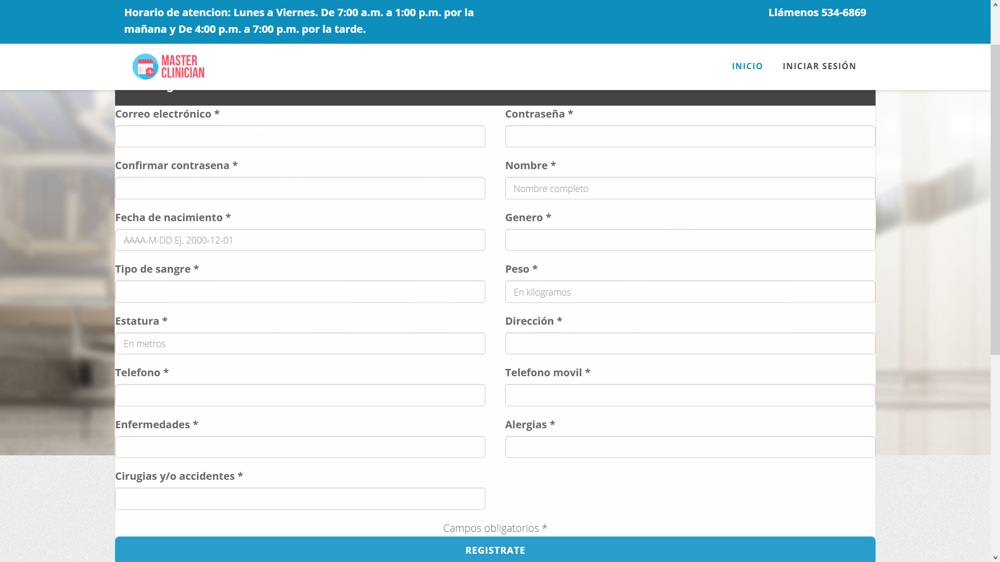 Horario de atencion: Lunes a Viernes. De 7:00 a.m. a 1:00 p.m. por la
mañana y De 4:00 p.m. a 7:00 p.m. por la tarde.
Llámenos 534-6869
MASTER
CLINICIAN
INICIO
INICIAR SESIÓN
Correo electrónico *
Contraseña *
Confirmar contrasena *
Nombre *
Nombre completo
Fecha de nacimiento *
Genero *
AAAA-M-DD Ej. 2000-12-01
Tipo de sangre *
Peso *
En kilogramos
Estatura *
Dirección *
En metros
Telefono *
Telefono movil *
Enfermedades *
Alergias *
Cirugias y/o accidentes *
Campos obligatorios *
REGISTRATE